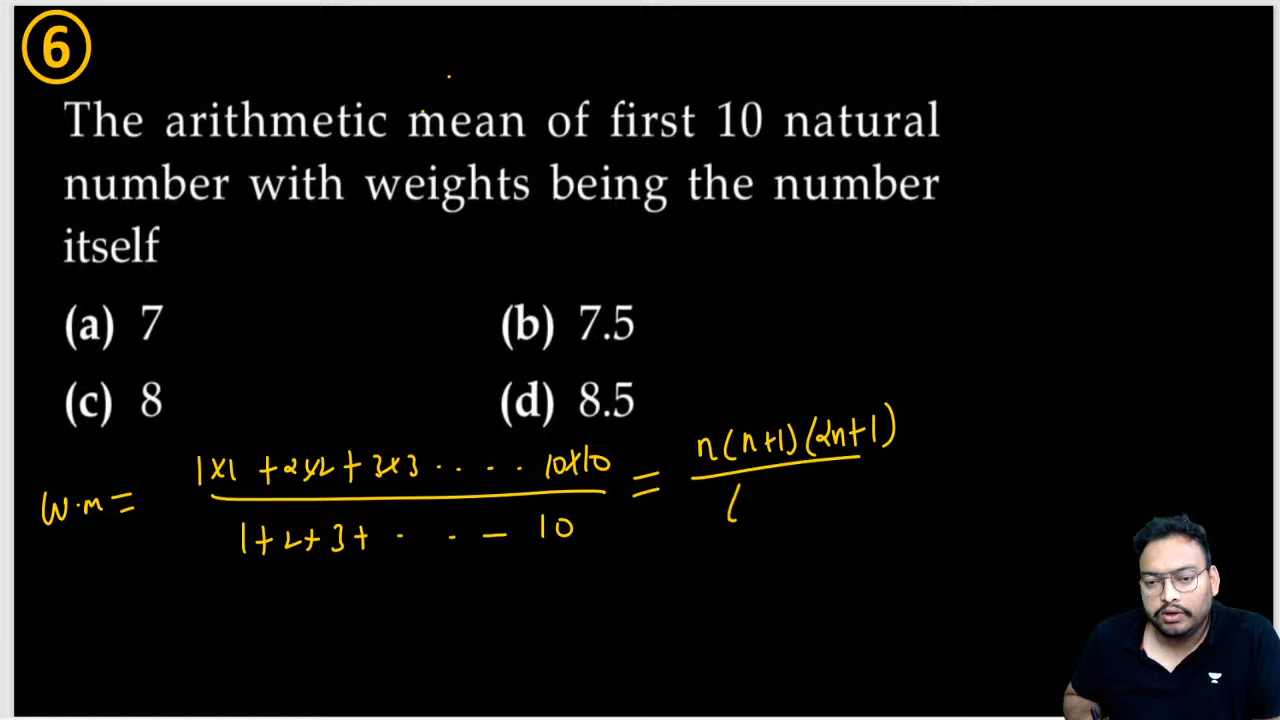 6
The arithmetic mean of first 10 natural
number with weights being the number
itself
(a) 7
(b) 7.5
(c) 8
(d) 8.5
W.M = 1×1 + 2×2 + 3×3 . . . . . 10×10 = n(n+1)(2n+1)
1+2+3+ . . . — 10